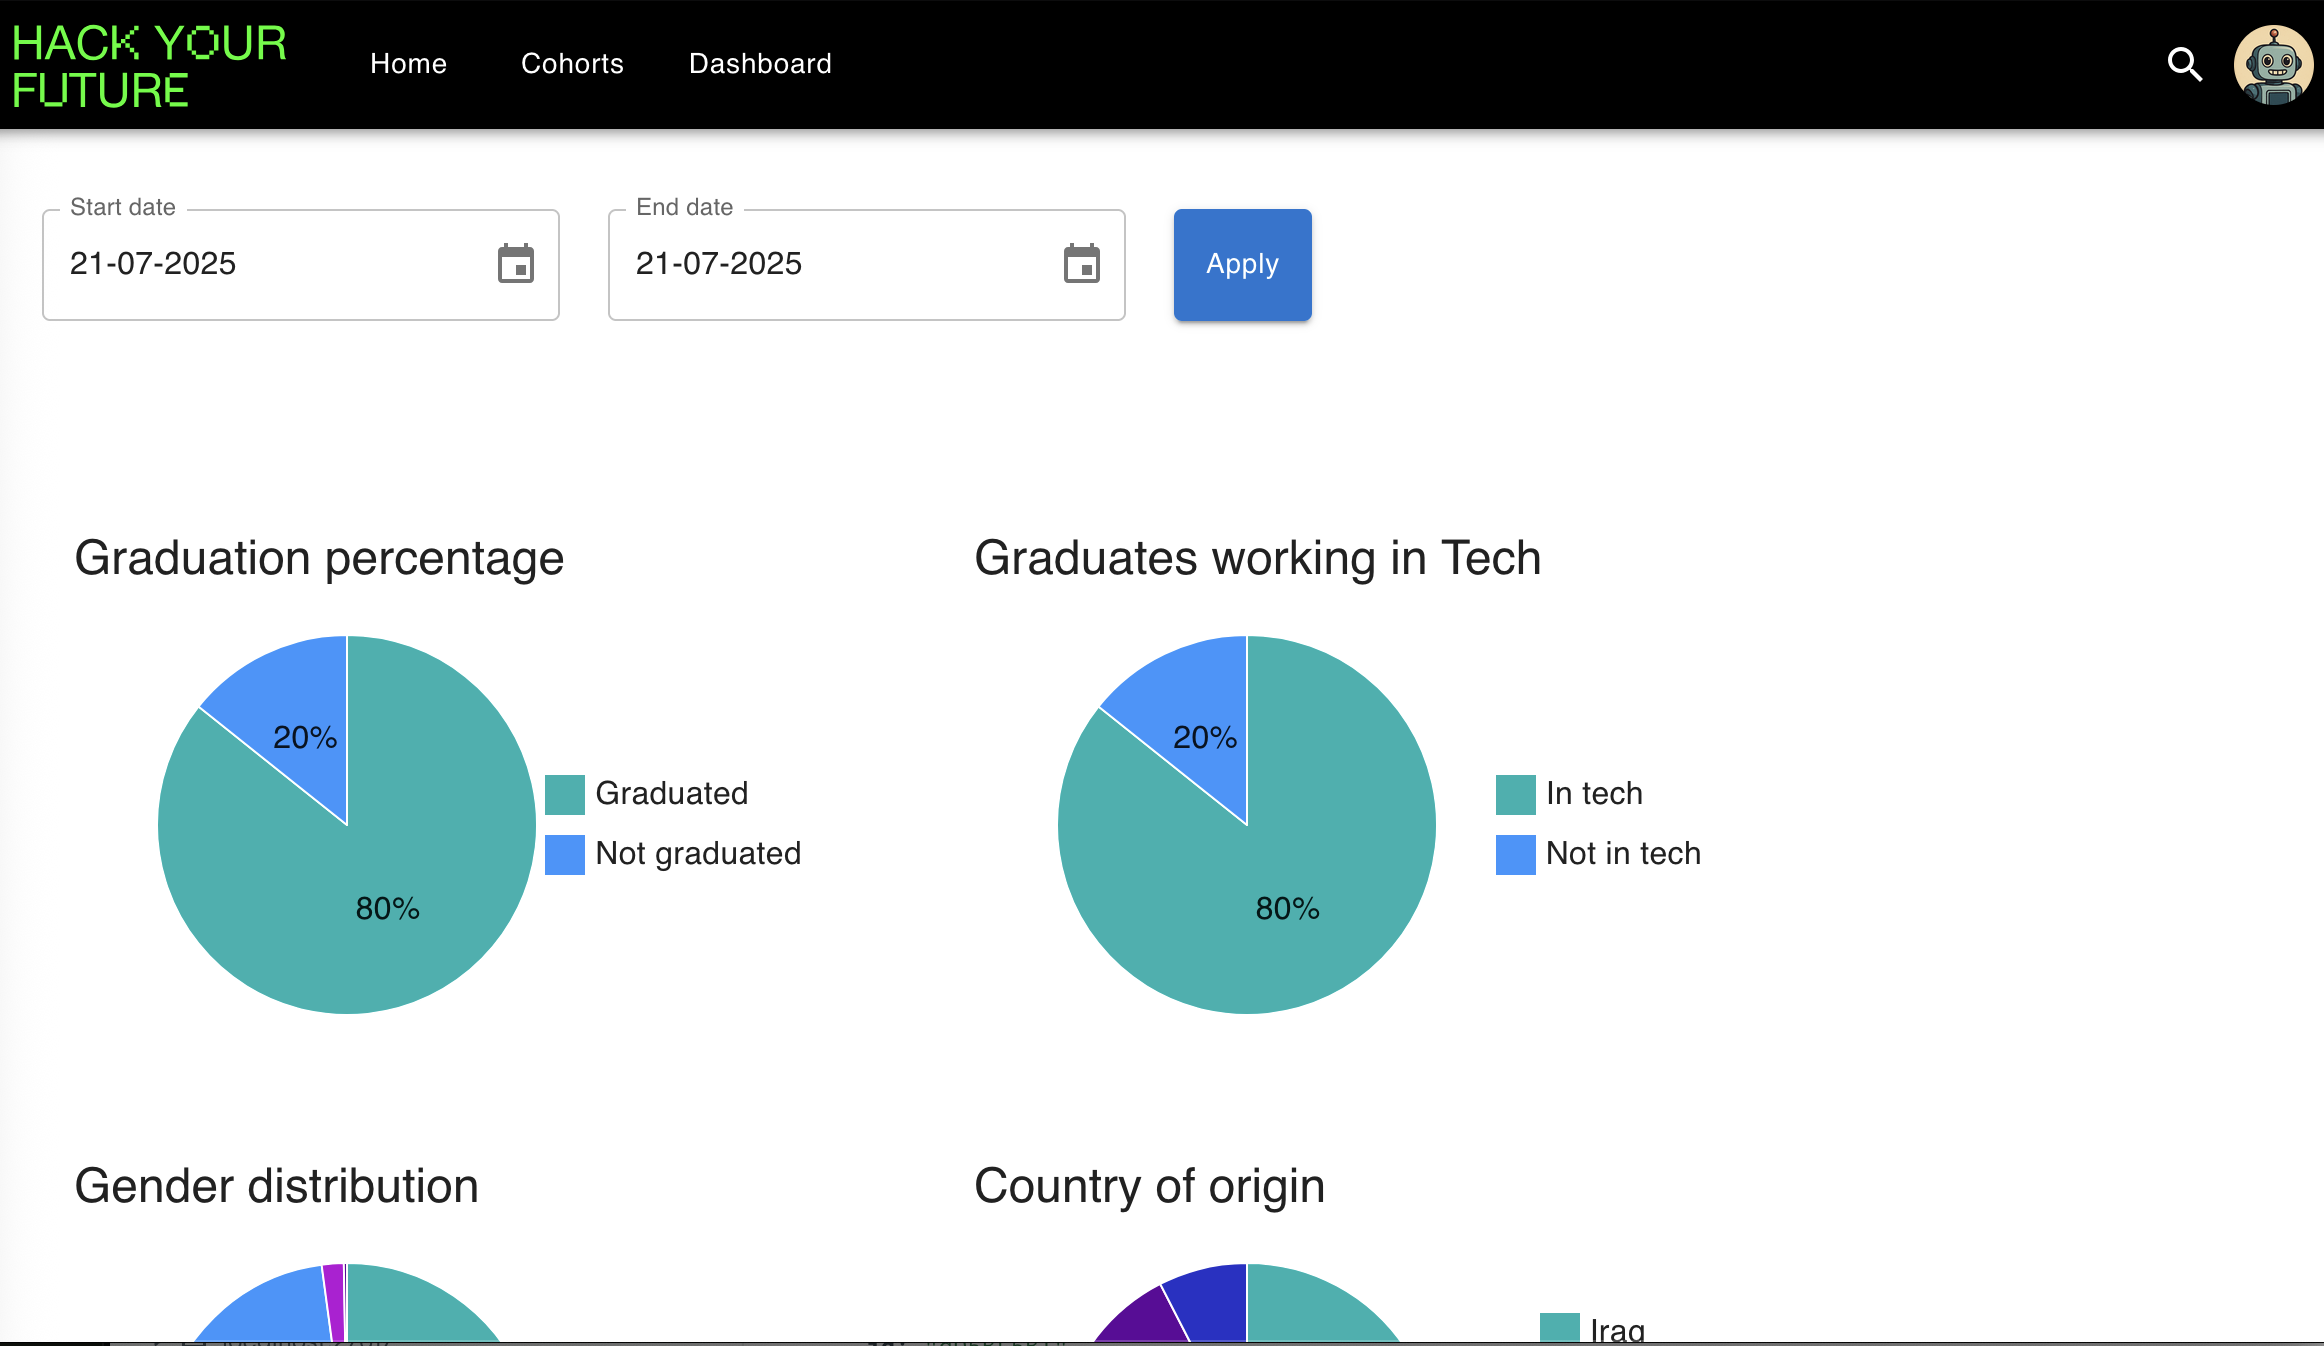 HACK YOUR
FUTURE
Home
Cohorts
Dashboard
Start date
21-07-2025
End date
21-07-2025
Apply
Graduation percentage
20%
80%
Graduated
Not graduated
Graduates working in Tech
20%
80%
In tech
Not in tech
Gender distribution
Country of origin
Iraq